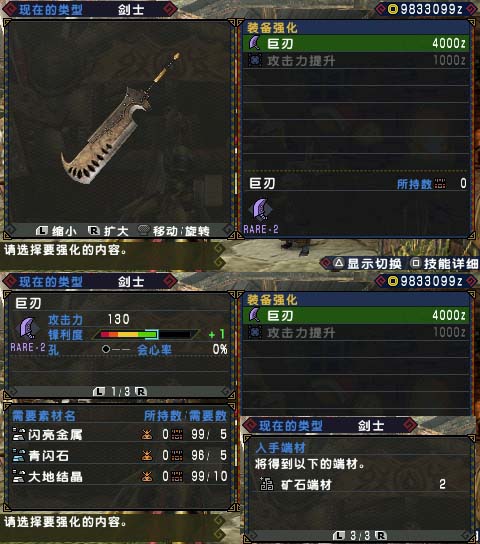 现在的类型 剑士
9833099z
装备强化
巨刃 4000z
攻击力提升 1000z
巨刃 所持数 0
RARE-2
L 缩小 R 扩大 移动/旋转
请选择要强化的内容。
△显示切换 □技能详细
现在的类型 剑士
9833099z
巨刃
攻击力 130
锋利度 +1
RARE-2
孔 ●-- 会心率 0%
L 1/3 R
装备强化
巨刃 4000z
攻击力提升 1000z
需要素材名 所持数/需要数
闪亮金属 0 99/ 5
青闪石 0 96/ 5
大地结晶 0 99/10
请选择要强化的内容。
现在的类型 剑士
入手端材
将得到以下的端材。
矿石端材 2
L 3/3 R